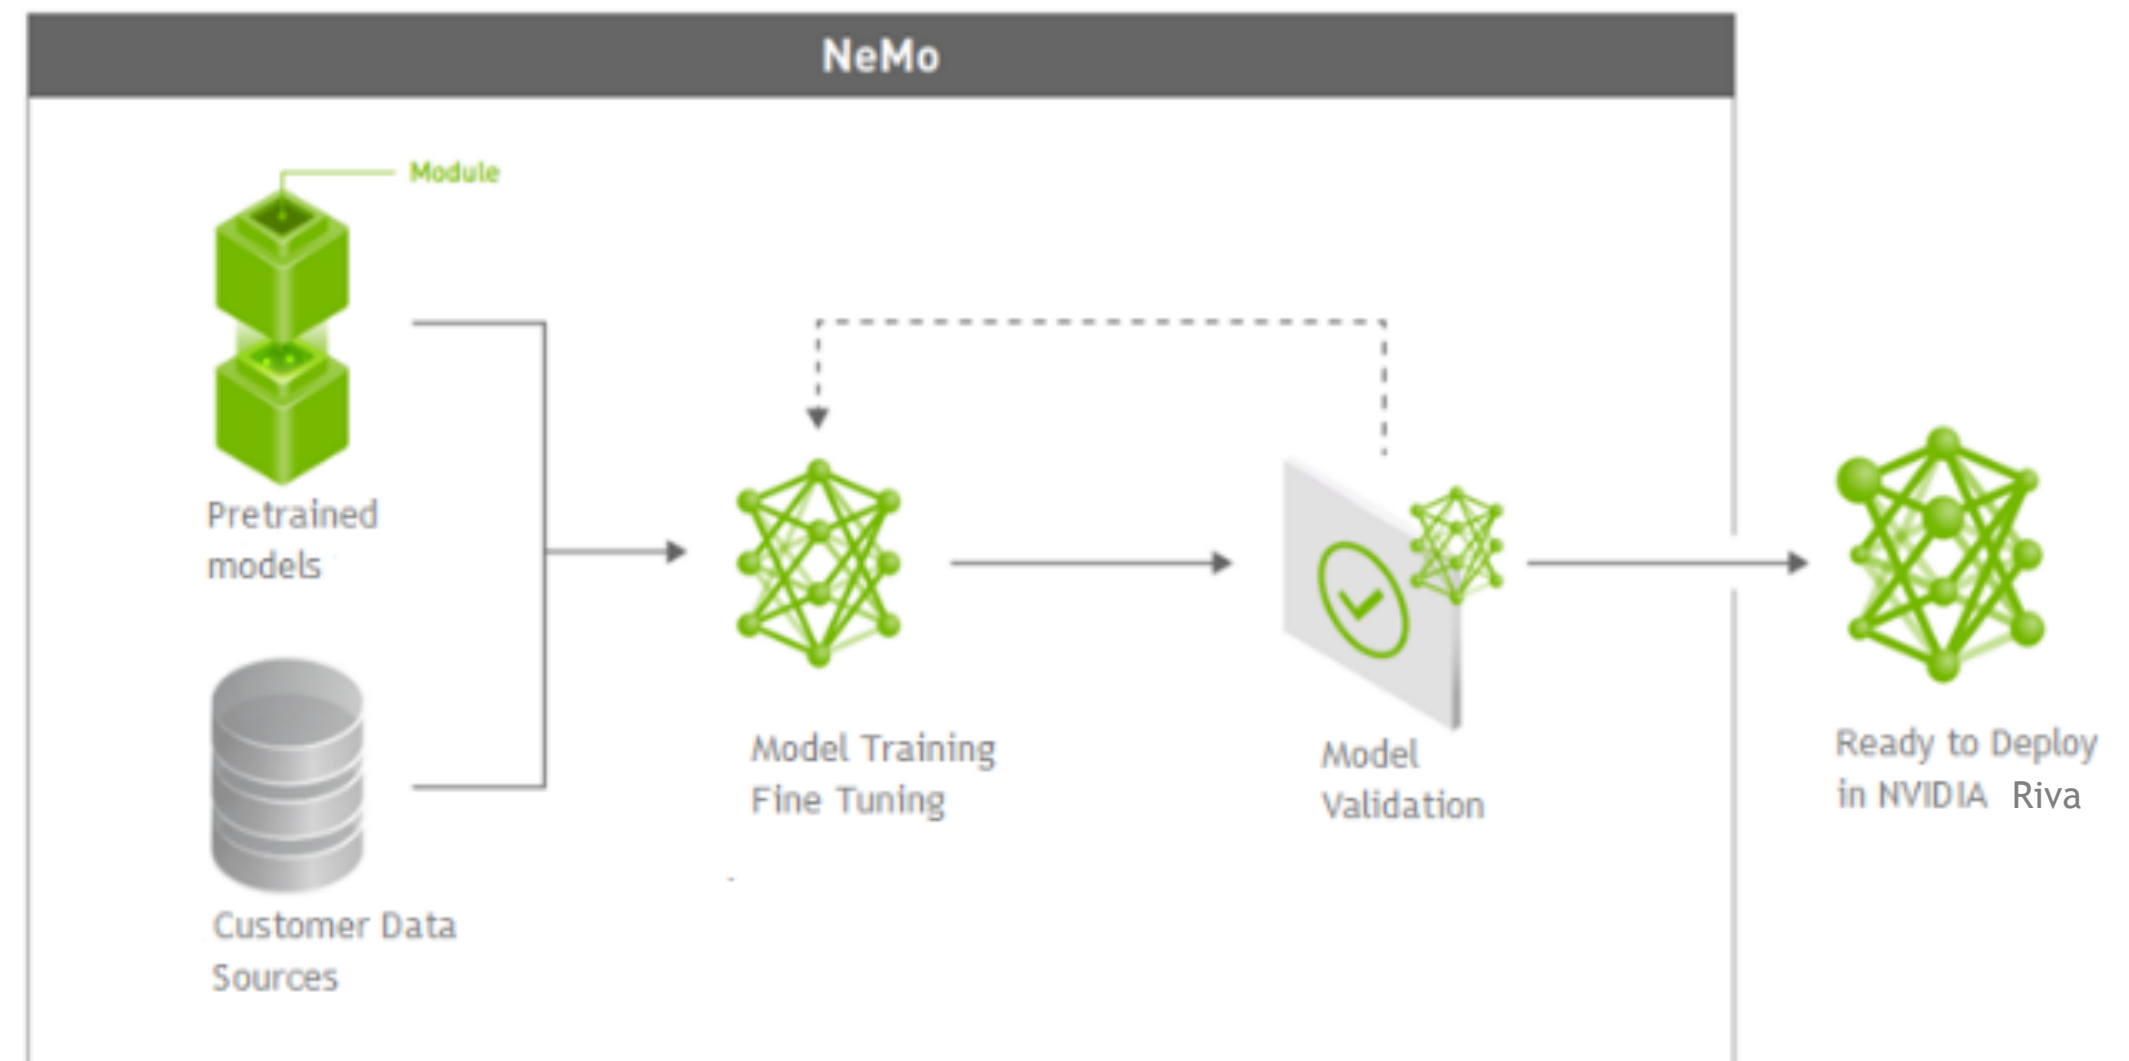 NeMo
Module
Pretrained
models
Customer Data
Sources
Model Training
Fine Tuning
Model
Validation
Ready to Deploy
in NVIDIA Riva